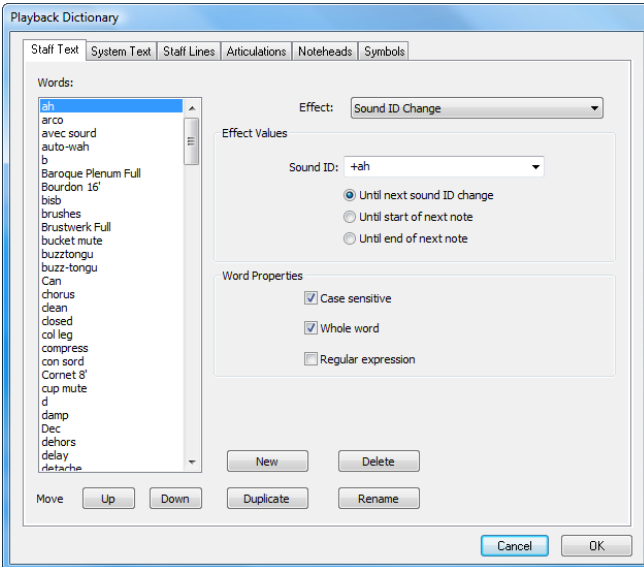 Playback Dictionary
Staff Text System Text Staff Lines Articulations Noteheads Symbols
Words:
ah
arco
avec sourd
auto-wah
b
Baroque Plenum Full
Bourdon 16'
bisb
brushes
Brustwerk Full
bucket mute
buzztongu
buzz-tongu
Can
chorus
clean
closed
col leg
compress
con sord
Cornet 8'
cup mute
d
damp
Dec
dehors
delay
detache
Effect: Sound ID Change
Effect Values
Sound ID: +ah
Until next sound ID change
Until start of next note
Until end of next note
Word Properties
Case sensitive
Whole word
Regular expression
New Delete
Move Up Down Duplicate Rename
Cancel OK